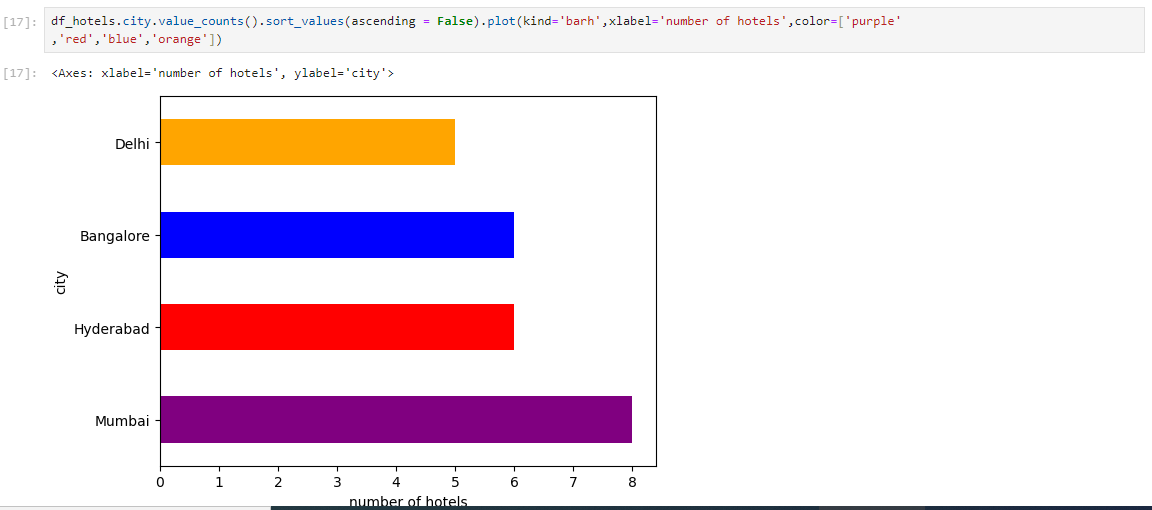 [17]: df_hotels.city.value_counts().sort_values(ascending = False).plot(kind='barh',xlabel='number of hotels',color=['purple'
,'red','blue','orange'])
[17]: <Axes: xlabel='number of hotels', ylabel='city'>
Delhi
Bangalore
city
Hyderabad
Mumbai
0 1 2 3 4 5 6 7 8
number of hotels